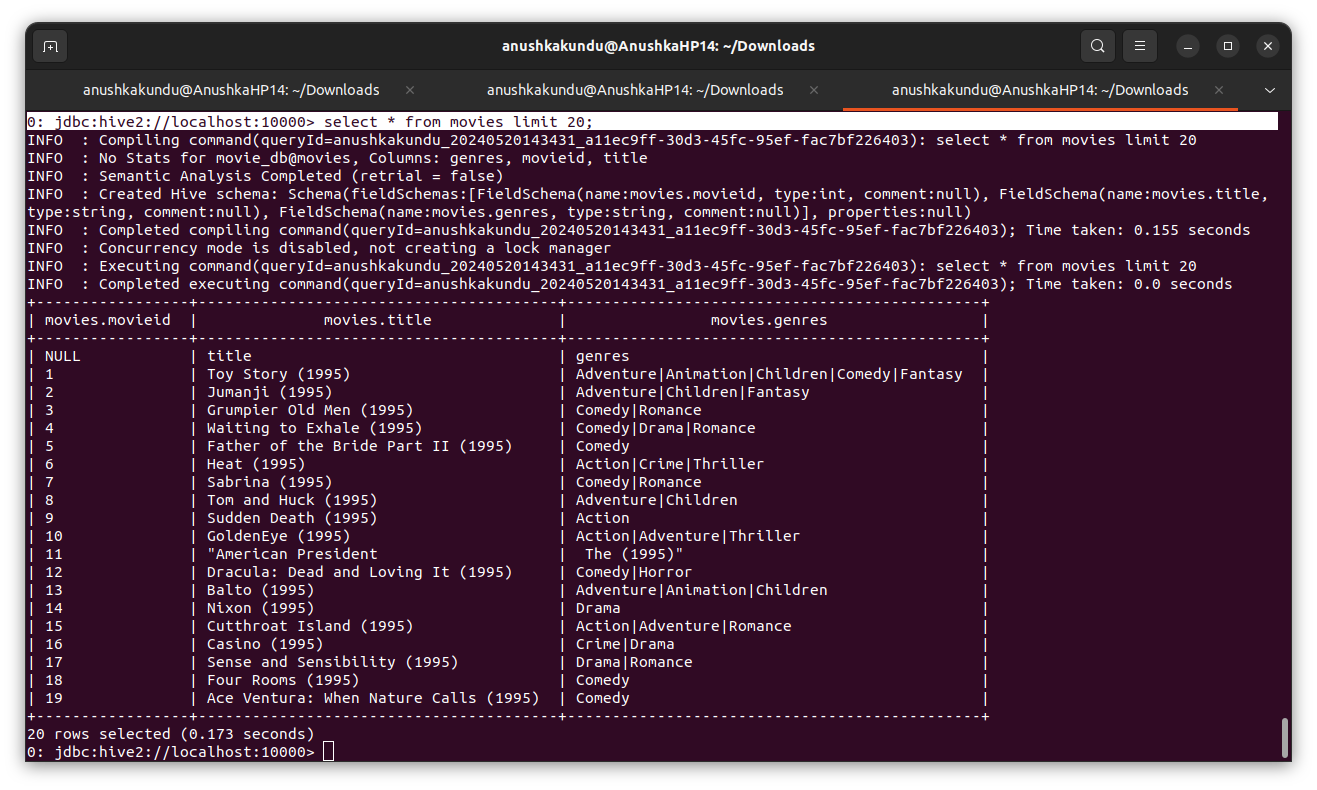 anushkakundu@AnushkaHP14: ~/Downloads
anushkakundu@AnushkaHP14: ~/Downloads anushkakundu@AnushkaHP14: ~/Downloads anushkakundu@AnushkaHP14: ~/Downloads
0: jdbc:hive2://localhost:10000> select * from movies limit 20;
INFO  : Compiling command(queryId=anushkakundu_20240520143431_a11ec9ff-30d3-45fc-95ef-fac7bf226403): select * from movies limit 20
INFO  : No Stats for movie_db@movies, Columns: genres, movieid, title
INFO  : Semantic Analysis Completed (retrial = false)
INFO  : Created Hive schema: Schema(fieldSchemas:[FieldSchema(name:movies.movieid, type:int, comment:null), FieldSchema(name:movies.title,
type:string, comment:null), FieldSchema(name:movies.genres, type:string, comment:null)], properties:null)
INFO  : Completed compiling command(queryId=anushkakundu_20240520143431_a11ec9ff-30d3-45fc-95ef-fac7bf226403); Time taken: 0.155 seconds
INFO  : Concurrency mode is disabled, not creating a lock manager
INFO  : Executing command(queryId=anushkakundu_20240520143431_a11ec9ff-30d3-45fc-95ef-fac7bf226403): select * from movies limit 20
INFO  : Completed executing command(queryId=anushkakundu_20240520143431_a11ec9ff-30d3-45fc-95ef-fac7bf226403); Time taken: 0.0 seconds
+-----------------+----------------------------------------+----------------------------------------------+
| movies.movieid  |              movies.title              |                movies.genres                 |
+-----------------+----------------------------------------+----------------------------------------------+
| NULL            | title                                  | genres                                       |
| 1               | Toy Story (1995)                       | Adventure|Animation|Children|Comedy|Fantasy  |
| 2               | Jumanji (1995)                         | Adventure|Children|Fantasy                   |
| 3               | Grumpier Old Men (1995)                | Comedy|Romance                               |
| 4               | Waiting to Exhale (1995)               | Comedy|Drama|Romance                         |
| 5               | Father of the Bride Part II (1995)     | Comedy                                       |
| 6               | Heat (1995)                            | Action|Crime|Thriller                        |
| 7               | Sabrina (1995)                         | Comedy|Romance                               |
| 8               | Tom and Huck (1995)                    | Adventure|Children                           |
| 9               | Sudden Death (1995)                    | Action                                       |
| 10              | GoldenEye (1995)                       | Action|Adventure|Thriller                    |
| 11              | "American President                    |  The (1995)"                                 |
| 12              | Dracula: Dead and Loving It (1995)     | Comedy|Horror                                |
| 13              | Balto (1995)                           | Adventure|Animation|Children                 |
| 14              | Nixon (1995)                           | Drama                                        |
| 15              | Cutthroat Island (1995)                | Action|Adventure|Romance                     |
| 16              | Casino (1995)                          | Crime|Drama                                  |
| 17              | Sense and Sensibility (1995)           | Drama|Romance                                |
| 18              | Four Rooms (1995)                      | Comedy                                       |
| 19              | Ace Ventura: When Nature Calls (1995)  | Comedy                                       |
+-----------------+----------------------------------------+----------------------------------------------+
20 rows selected (0.173 seconds)
0: jdbc:hive2://localhost:10000>